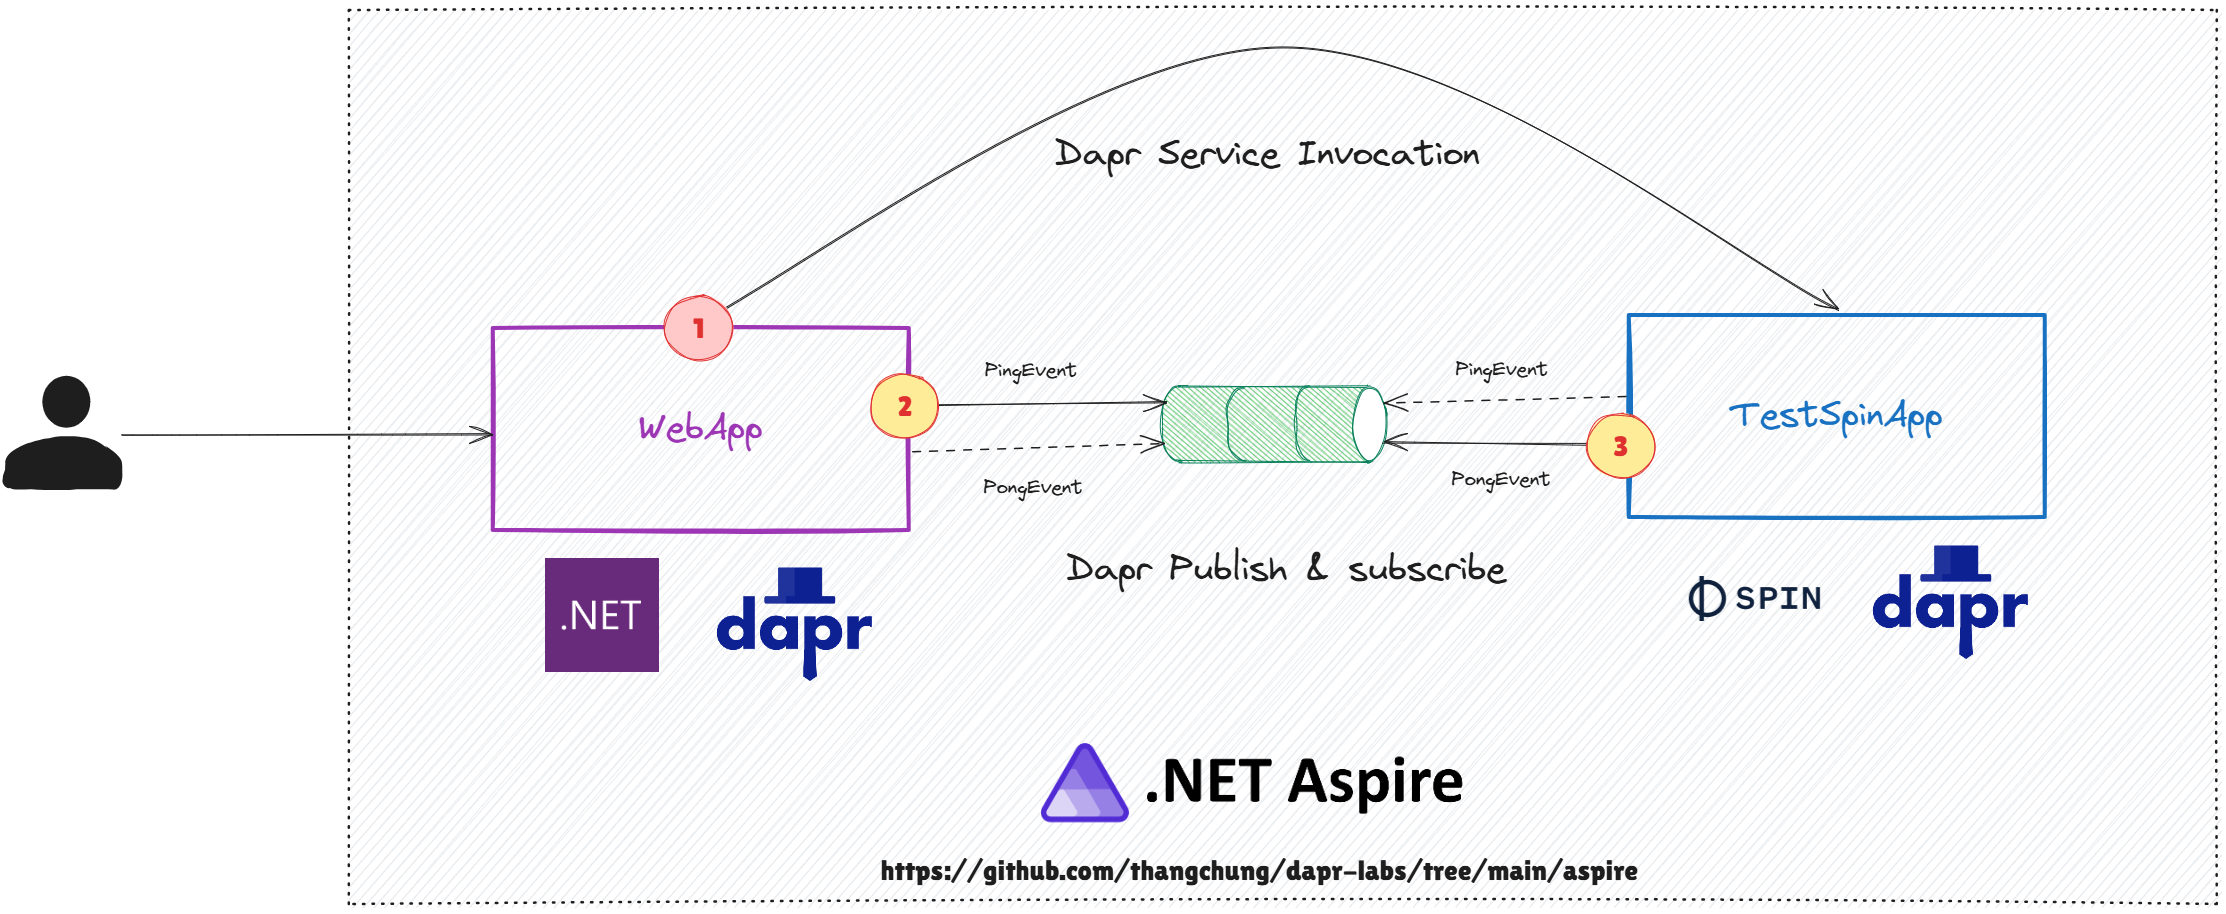 Dapr Service Invocation
1
PingEvent
PingEvent
2
WebApp
TestSpinApp
3
PongEvent
PongEvent
Dapr Publish & subscribe
.NET
dapr
SPIN
dapr
.NET Aspire
https://github.com/thangchung/dapr-labs/tree/main/aspire